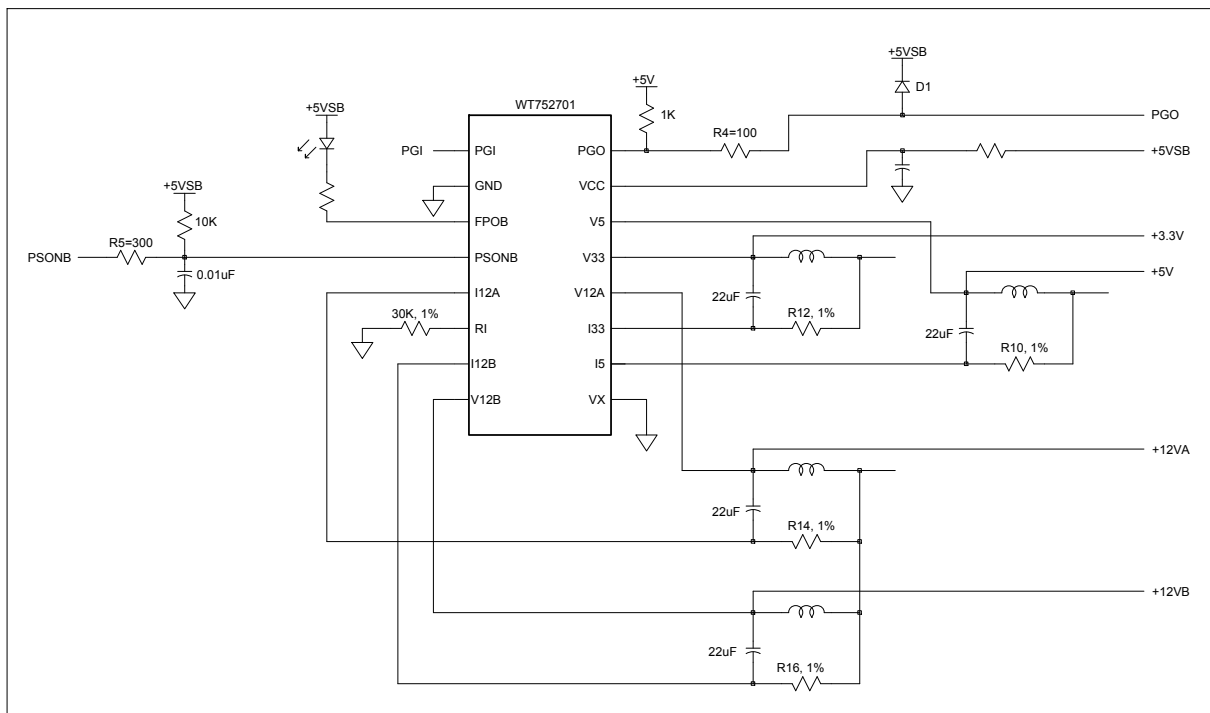 +5VSB
D1
PGO
+5V
1K
WT752701
+5VSB
R4=100
PGI
PGI
PGO
+5VSB
GND
VCC
+5VSB
10K
FPOB
V5
R5=300
PSONB
0.01uF
PSONB
V33
+3.3V
+5V
I12A
V12A
22uF
30K, 1%
RI
I33
R12, 1%
22uF
I12B
I5
R10, 1%
V12B
VX
+12VA
22uF
R14, 1%
+12VB
22uF
R16, 1%